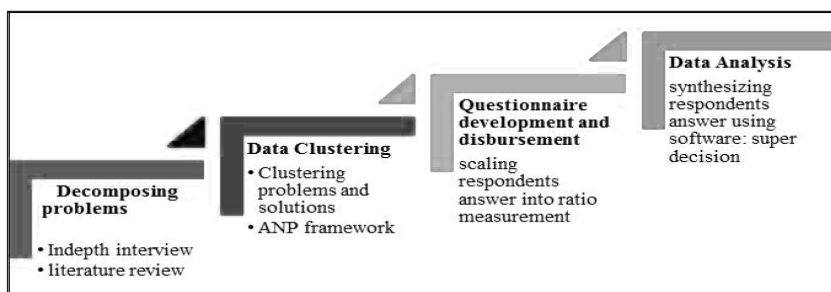 Decomposing
problems
• Indepth interview
• literature review
Data Clustering
• Clustering
problems and
solutions
• ANP framework
Questionnaire
development and
disbursement
scaling
respondents
answer into ratio
measurement
Data Analysis
synthesizing
respondents
answer using
software: super
decision